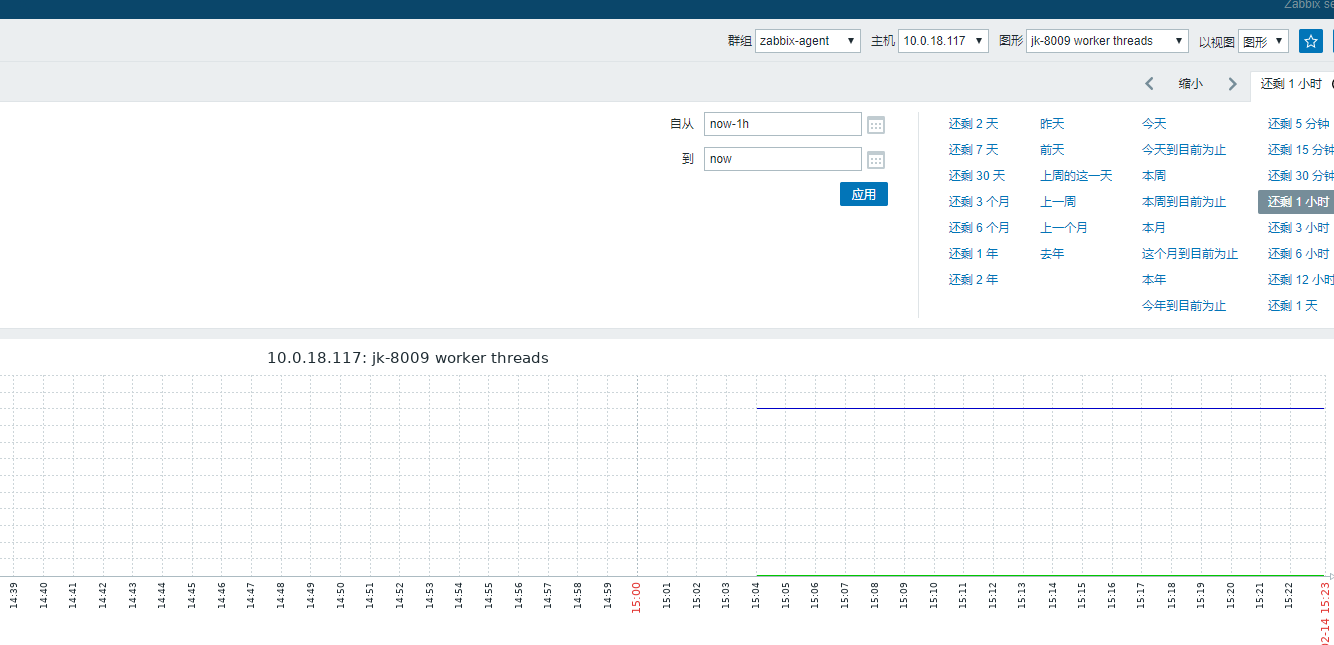 Zabbix se
群组 zabbix-agent 主机 10.0.18.117 图形 jk-8009 worker threads 以视图 图形
缩小 还剩 1 小时
自从 now-1h
到 now
应用
还剩 2 天 昨天 今天 还剩 5 分钟
还剩 7 天 前天 今天到目前为止 还剩 15 分钟
还剩 30 天 上周的这一天 本周 还剩 30 分钟
还剩 3 个月 上一周 本周到目前为止 还剩 1 小时
还剩 6 个月 上一个月 本月 还剩 3 小时
还剩 1 年 去年 这个月到目前为止 还剩 6 小时
还剩 2 年 本年 还剩 12 小时
今年到目前为止 还剩 1 天
10.0.18.117: jk-8009 worker threads
14:39 14:40 14:41 14:42 14:43 14:44 14:45 14:46 14:47 14:48 14:49 14:50 14:51 14:52 14:53 14:54 14:55 14:56 14:57 14:58 14:59 15:00 15:01 15:02 15:03 15:04 15:05 15:06 15:07 15:08 15:09 15:10 15:11 15:12 15:13 15:14 15:15 15:16 15:17 15:18 15:19 15:20 15:21 15:22 02-14 15:23